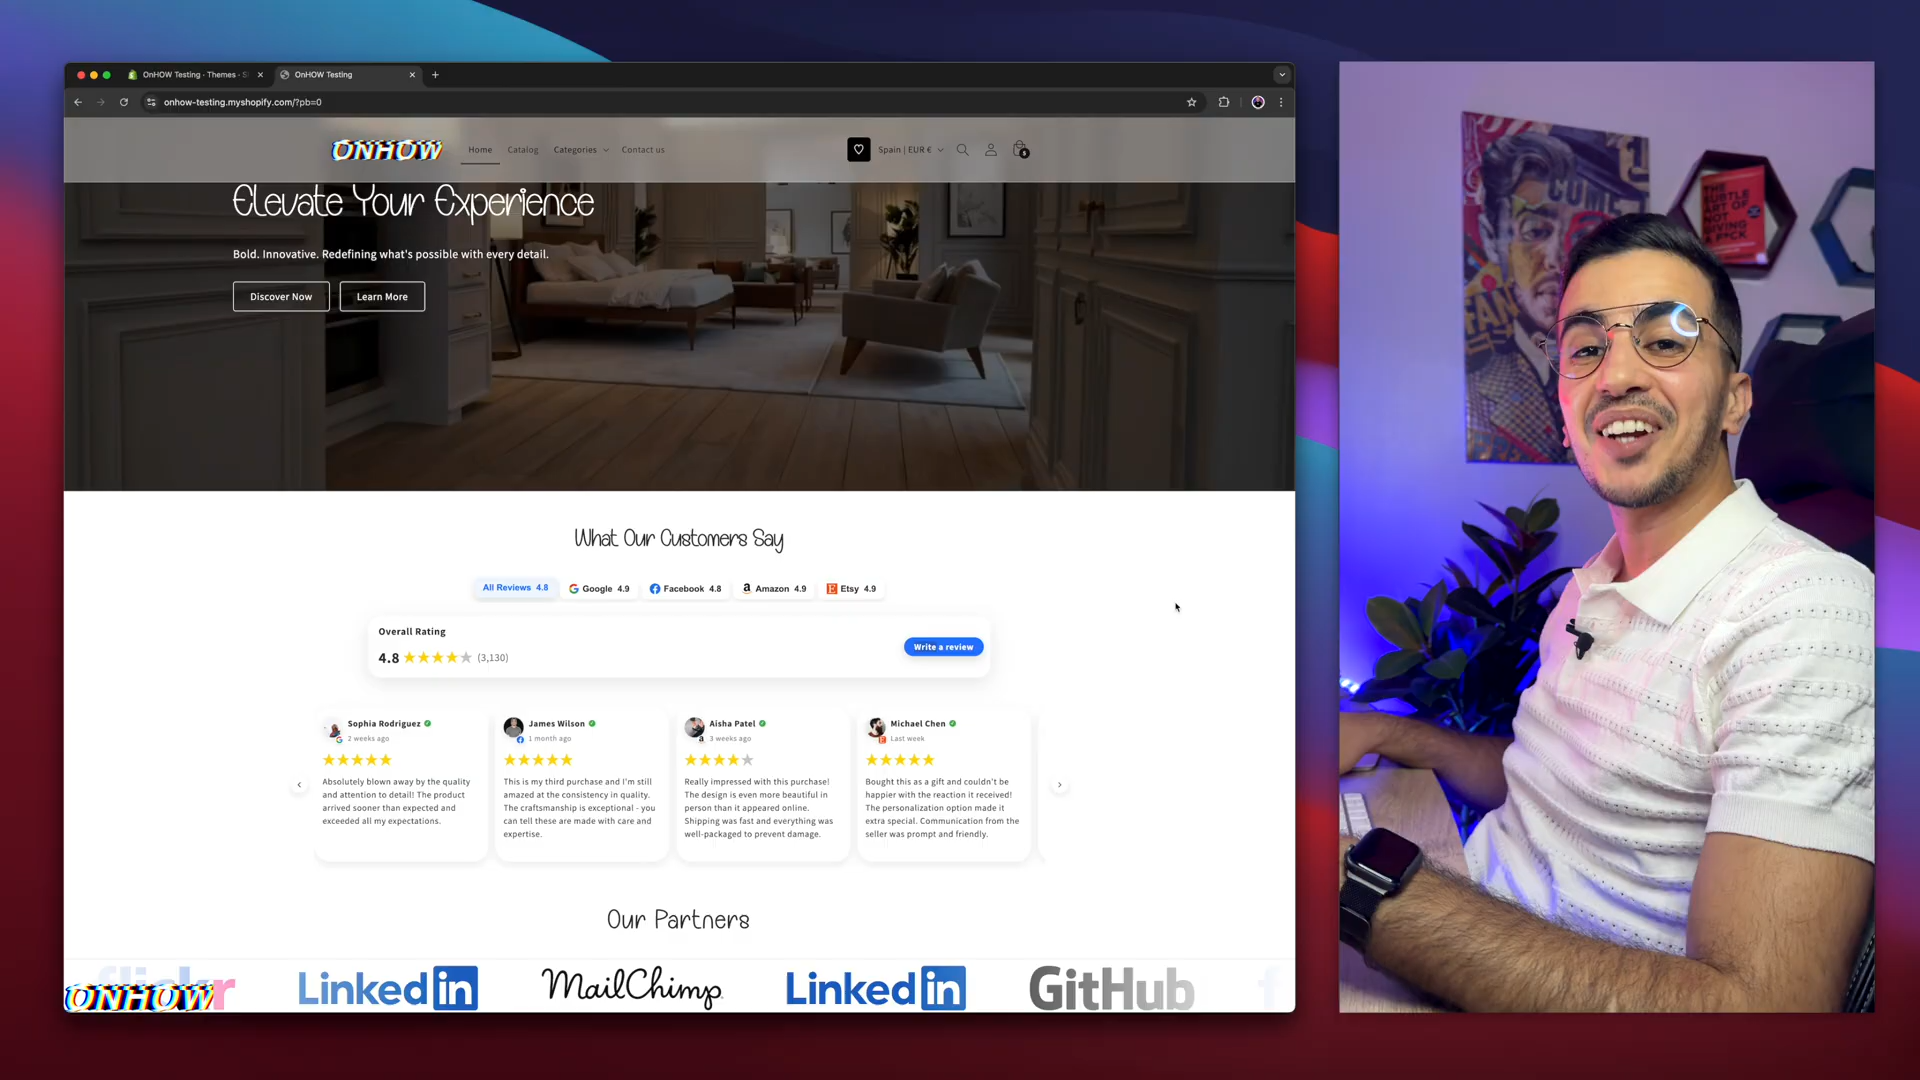 OnHOW Testing · Themes · S
OnHOW Testing
onhow-testing.myshopify.com/?pb=0
ONHOW
Home
Catalog
Categories
Contact us
Spain | EUR €
Elevate Your Experience
Bold. Innovative. Redefining what's possible with every detail.
Discover Now
Learn More
What Our Customers Say
All Reviews 4.8
Google 4.9
Facebook 4.8
Amazon 4.9
Etsy 4.9
Overall Rating
4.8 ★★★★★ (3,130)
Write a review
Sophia Rodriguez
2 weeks ago
Absolutely blown away by the quality
and attention to detail! The product
arrived sooner than expected and
exceeded all my expectations.
James Wilson
1 month ago
This is my third purchase and I'm still
amazed at the consistency in quality.
The craftsmanship is exceptional - you
can tell these are made with care and
expertise.
Aisha Patel
3 weeks ago
Really impressed with this purchase!
The design is even more beautiful in
person than it appeared online.
Shipping was fast and everything was
well-packaged to prevent damage.
Michael Chen
Last week
Bought this as a gift and couldn't be
happier with the reaction it received!
The personalization option made it
extra special. Communication from the
seller was prompt and friendly.
Our Partners
flickr
LinkedIn
MailChimp
LinkedIn
GitHub
f
ONHOW
COME
FAN
THE
SUBTLE
ART OF
NOT
GIVING
A F*CK